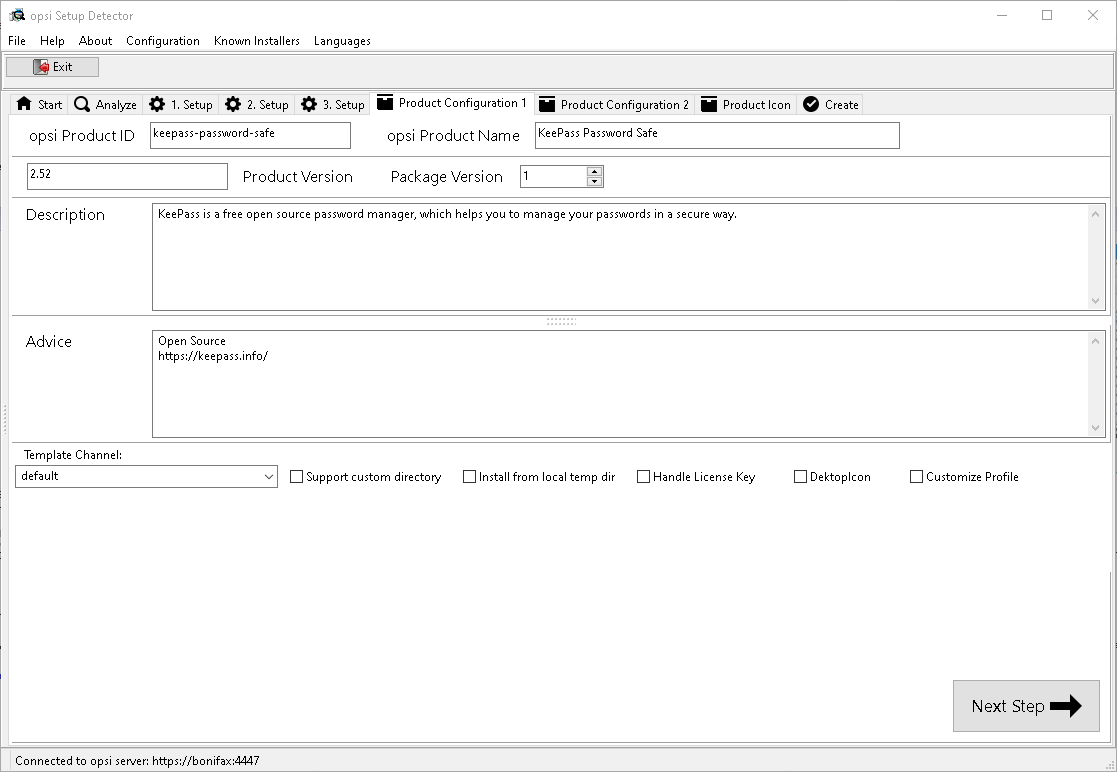 opsi Setup Detector
File Help About Configuration Known Installers Languages
Exit
Start Analyze 1. Setup 2. Setup 3. Setup Product Configuration 1 Product Configuration 2 Product Icon Create
opsi Product ID keepass-password-safe opsi Product Name KeePass Password Safe
2.52 Product Version Package Version 1
Description KeePass is a free open source password manager, which helps you to manage your passwords in a secure way.
Advice Open Source
https://keepass.info/
Template Channel:
default Support custom directory Install from local temp dir Handle License Key DektopIcon Customize Profile
Next Step
Connected to opsi server: https://bonifax:4447